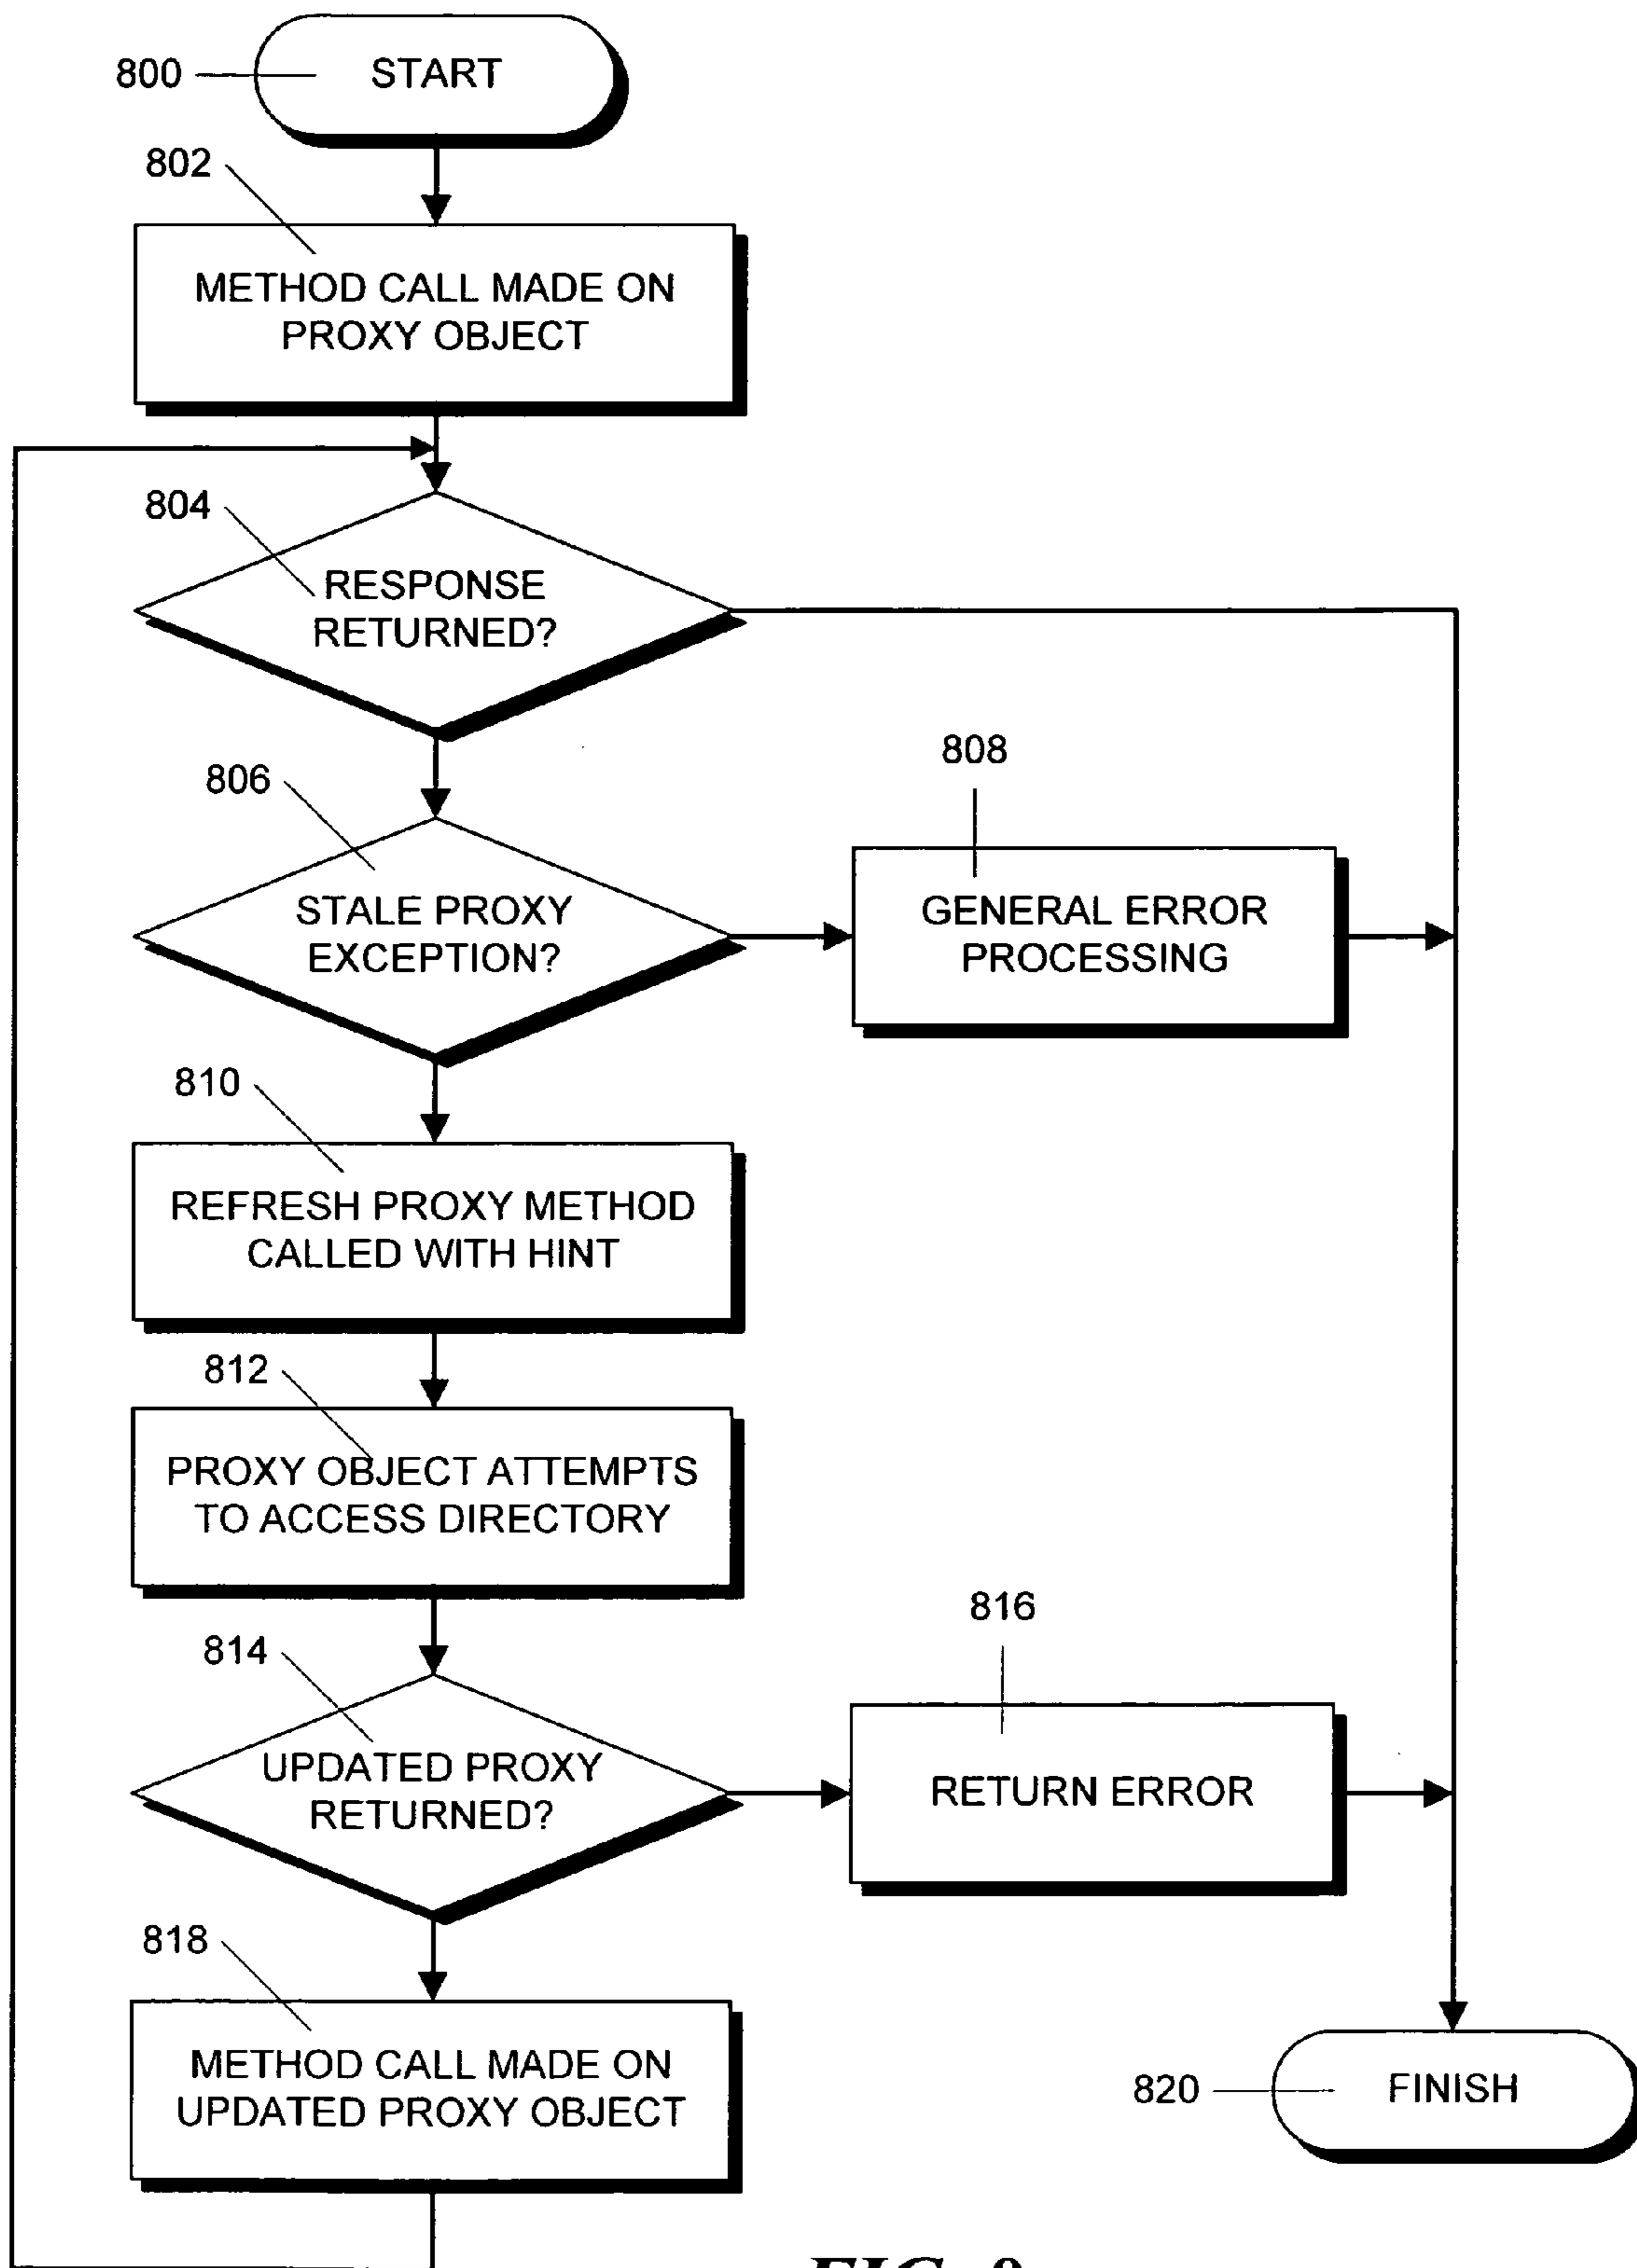 800
START
802
METHOD CALL MADE ON
PROXY OBJECT
804
RESPONSE
RETURNED?
806
STALE PROXY
EXCEPTION?
808
GENERAL ERROR
PROCESSING
810
REFRESH PROXY METHOD
CALLED WITH HINT
812
PROXY OBJECT ATTEMPTS
TO ACCESS DIRECTORY
814
UPDATED PROXY
RETURNED?
816
RETURN ERROR
818
METHOD CALL MADE ON
UPDATED PROXY OBJECT
820
FINISH
FIG.